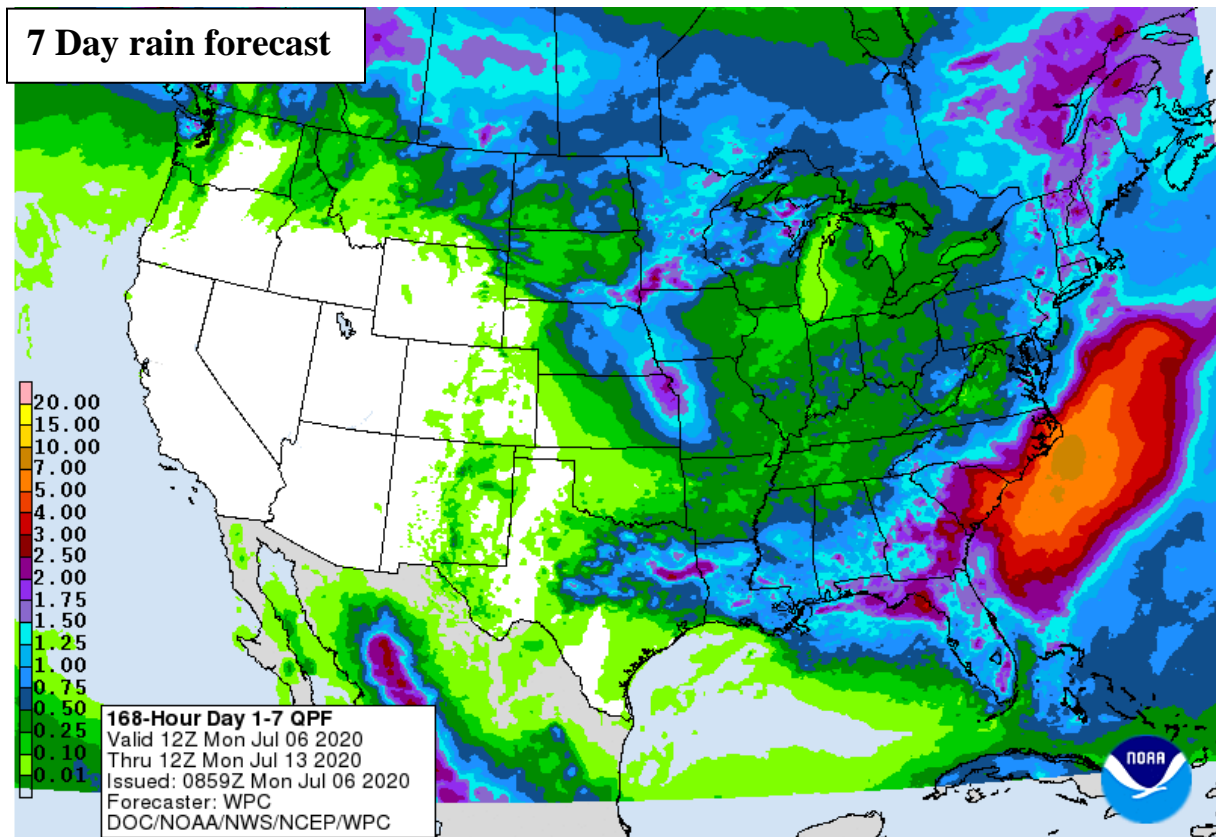 7 Day rain forecast
20.00
15.00
10.00
7.00
5.00
4.00
3.00
2.50
2.00
1.75
1.50
1.25
1.00
0.75
0.50
0.25
0.10
0.01
168-Hour Day 1-7 QPF
Valid 12Z Mon Jul 06 2020
Thru 12Z Mon Jul 13 2020
Issued: 0859Z Mon Jul 06 2020
Forecaster: WPC
DOC/NOAA/NWS/NCEP/WPC
NOAA